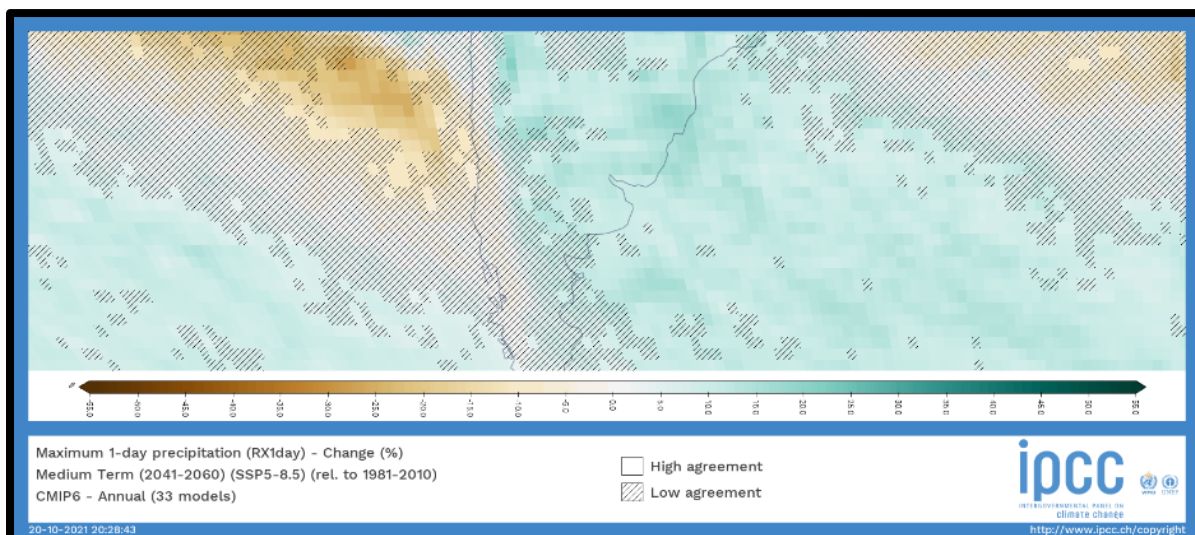 -55.0 -50.0 -45.0 -40.0 -35.0 -30.0 -25.0 -20.0 -15.0 -10.0 -5.0 0.0 5.0 10.0 15.0 20.0 25.0 30.0 35.0 40.0 45.0 50.0 55.0
Maximum 1-day precipitation (RX1day) - Change (%)
Medium Term (2041-2060) (SSP5-8.5) (rel. to 1981-2010)
CMIP6 - Annual (33 models)
High agreement
Low agreement
ipcc
INTERGOVERNMENTAL PANEL ON
climate change
WMO
20-10-2021 20:28:43
http://www.ipcc.ch/copyright